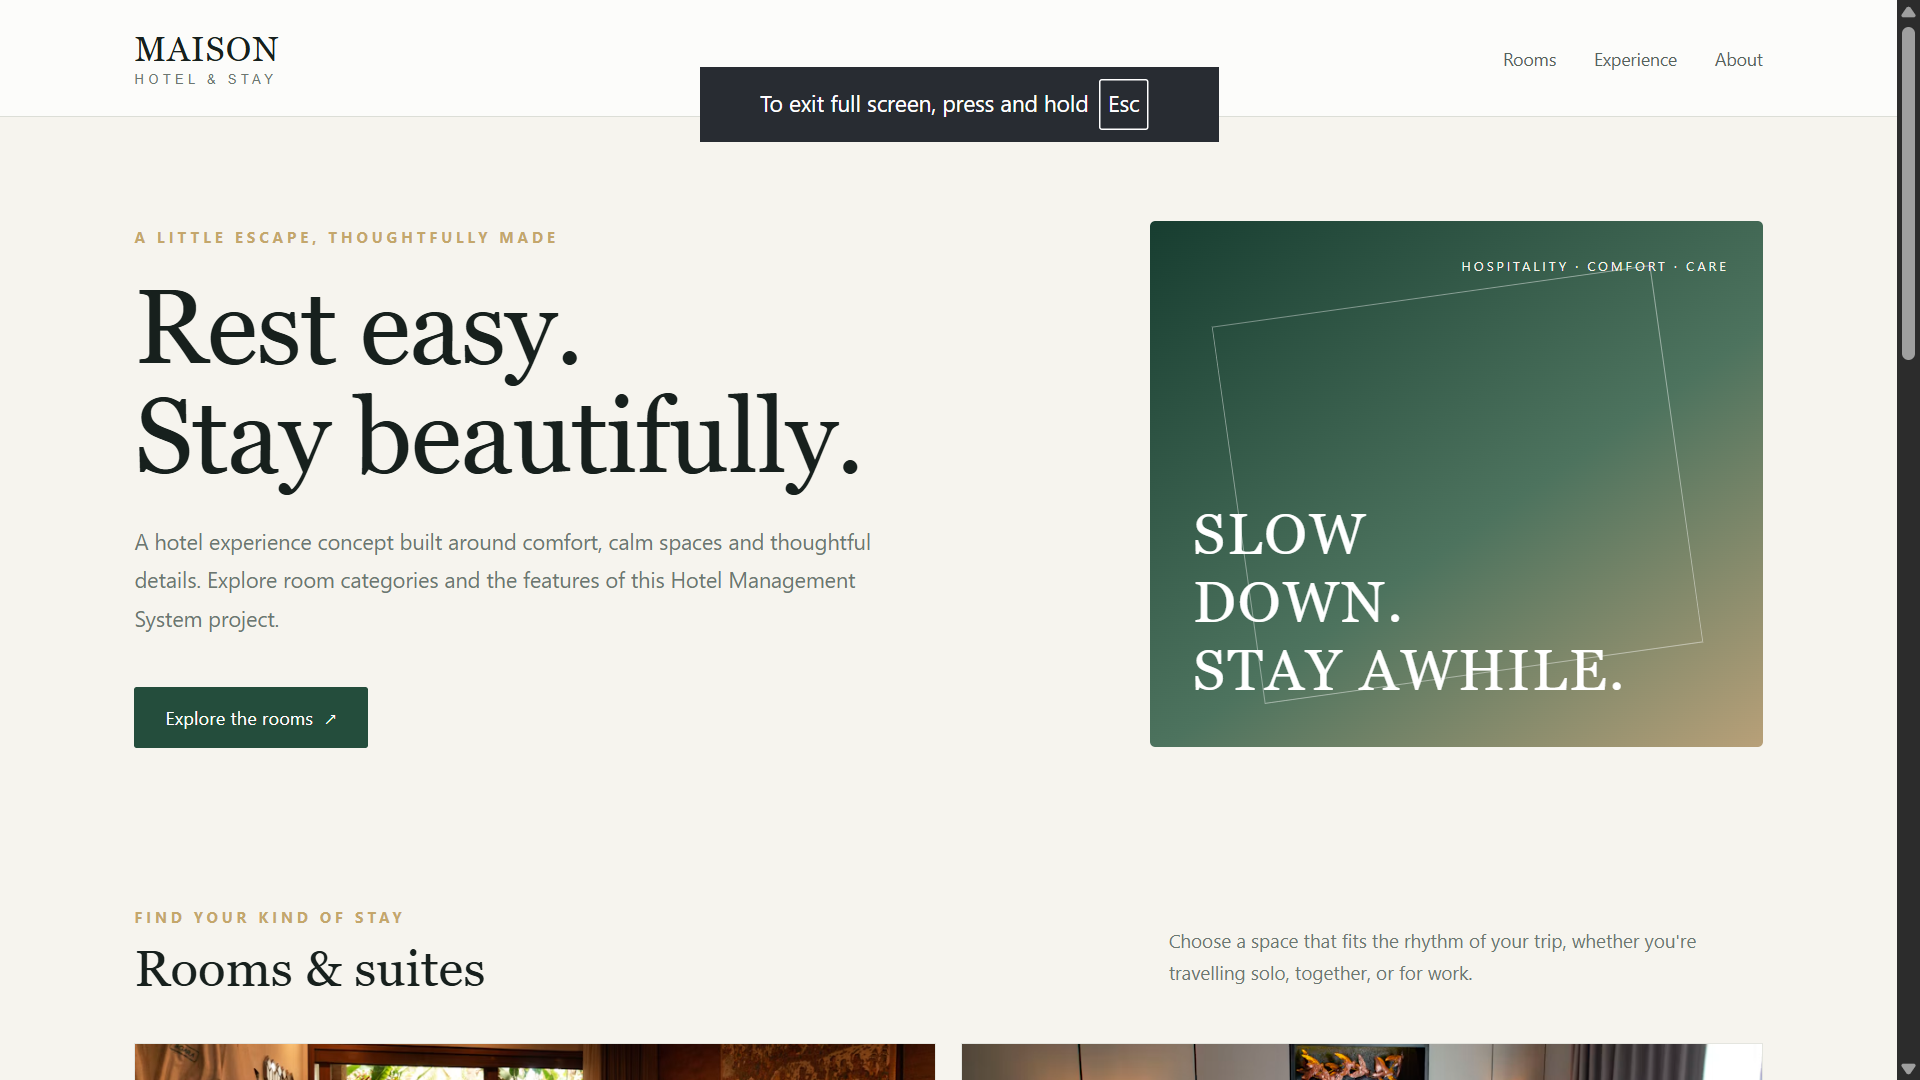 MAISON
HOTEL & STAY
Rooms
Experience
About
To exit full screen, press and hold Esc
A LITTLE ESCAPE, THOUGHTFULLY MADE
Rest easy.
Stay beautifully.
A hotel experience concept built around comfort, calm spaces and thoughtful
details. Explore room categories and the features of this Hotel Management
System project.
Explore the rooms ↗
HOSPITALITY · COMFORT · CARE
SLOW
DOWN.
STAY AWHILE.
FIND YOUR KIND OF STAY
Rooms & suites
Choose a space that fits the rhythm of your trip, whether you're
travelling solo, together, or for work.